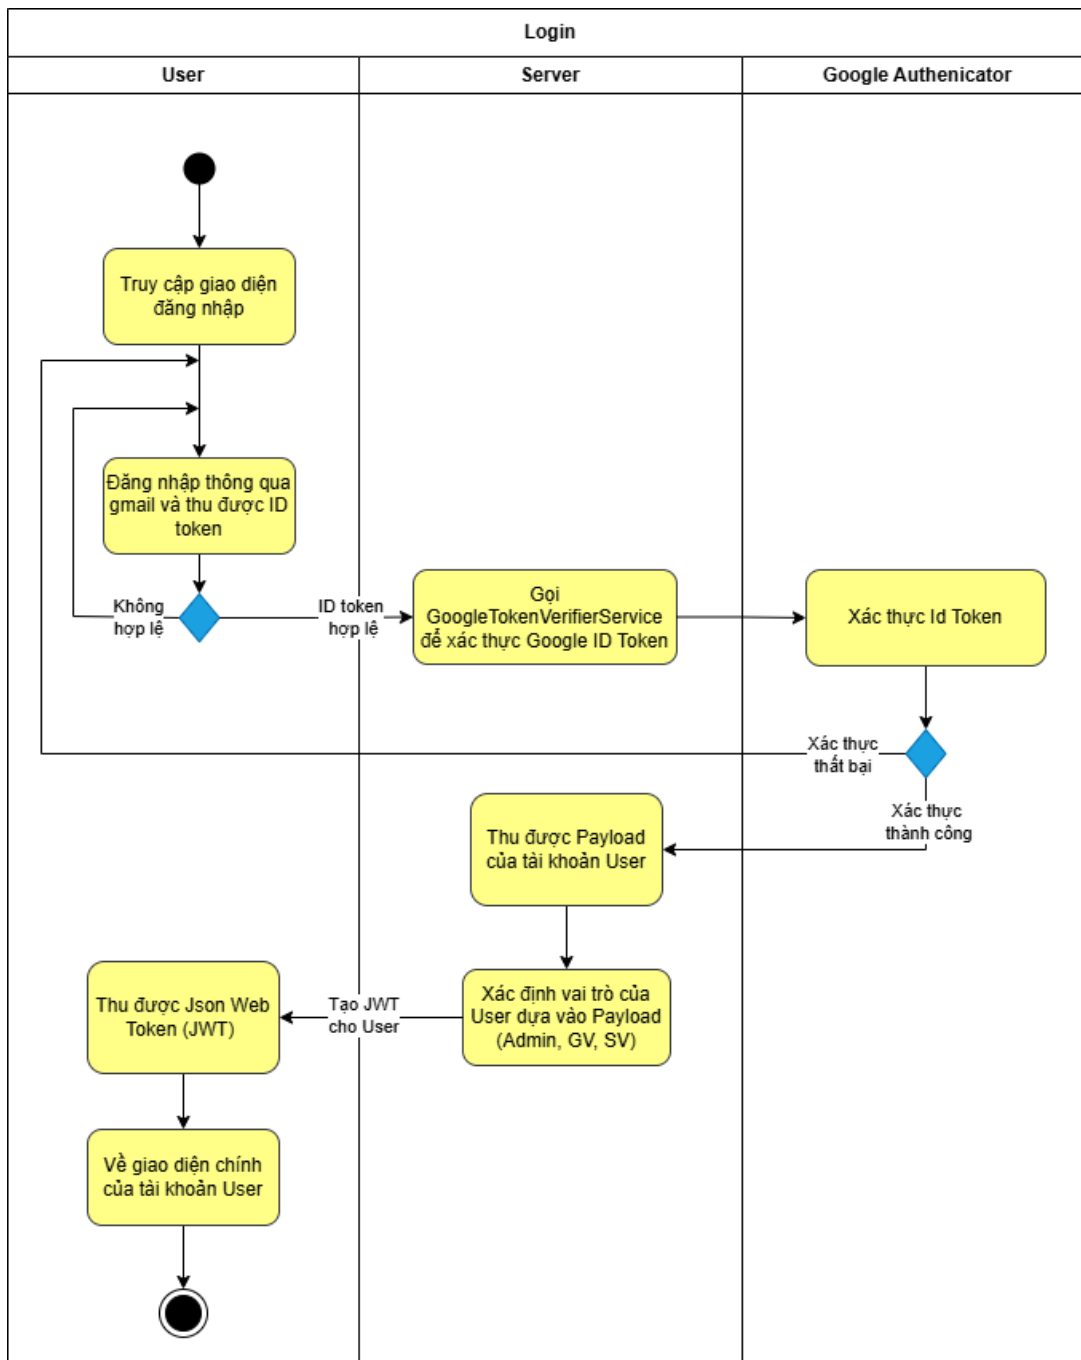 Login
User
Server
Google Authenicator
Truy cập giao diện
đăng nhập
Đăng nhập thông qua
gmail và thu được ID
token
Không
hợp lệ
ID token
hợp lệ
Gọi
GoogleTokenVerifierService
để xác thực Google ID Token
Xác thực Id Token
Xác thực
thất bại
Xác thực
thành công
Thu được Payload
của tài khoản User
Xác định vai trò của
User dựa vào Payload
(Admin, GV, SV)
Tạo JWT
cho User
Thu được Json Web
Token (JWT)
Về giao diện chính
của tài khoản User